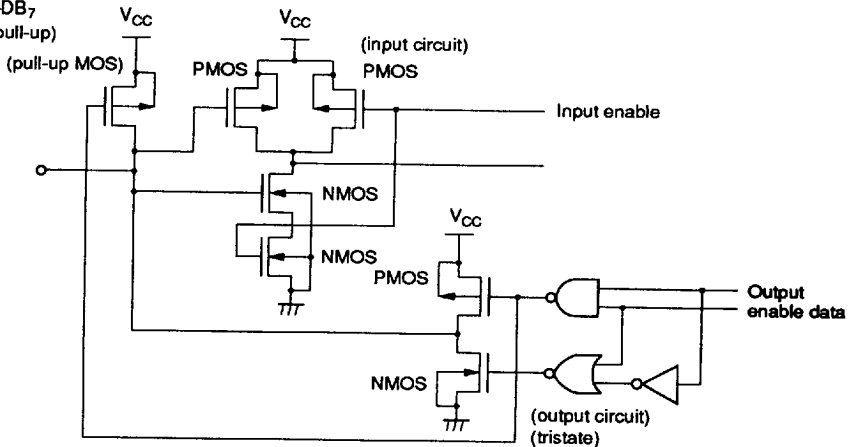 -DB7
pull-up)
VCC
(pull-up MOS)
VCC
(input circuit)
PMOS
PMOS
Input enable
NMOS
NMOS
VCC
PMOS
Output
enable data
NMOS
(output circuit)
(tristate)